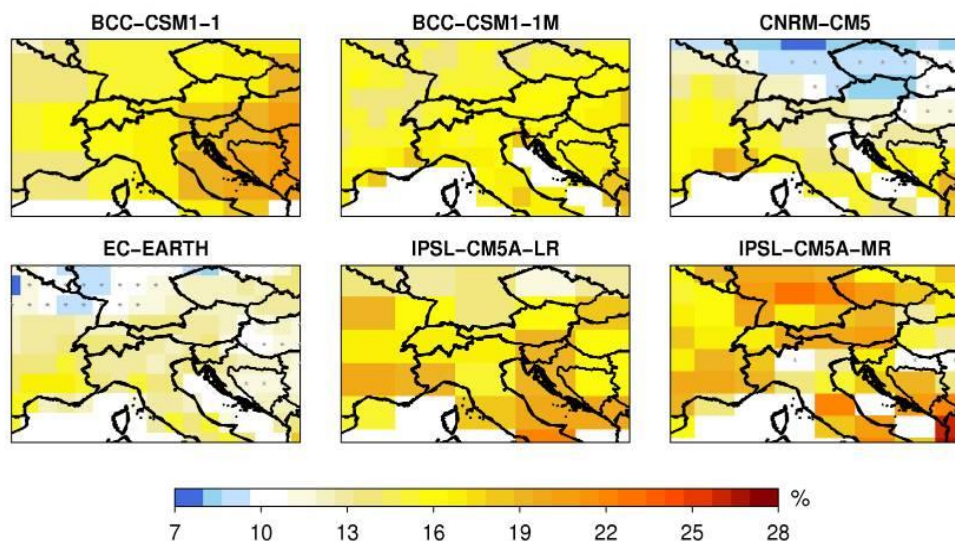 BCC−CSM1−1 BCC−CSM1−1M CNRM−CM5
EC−EARTH IPSL−CM5A−LR IPSL−CM5A−MR
%
7 10 13 16 19 22 25 28